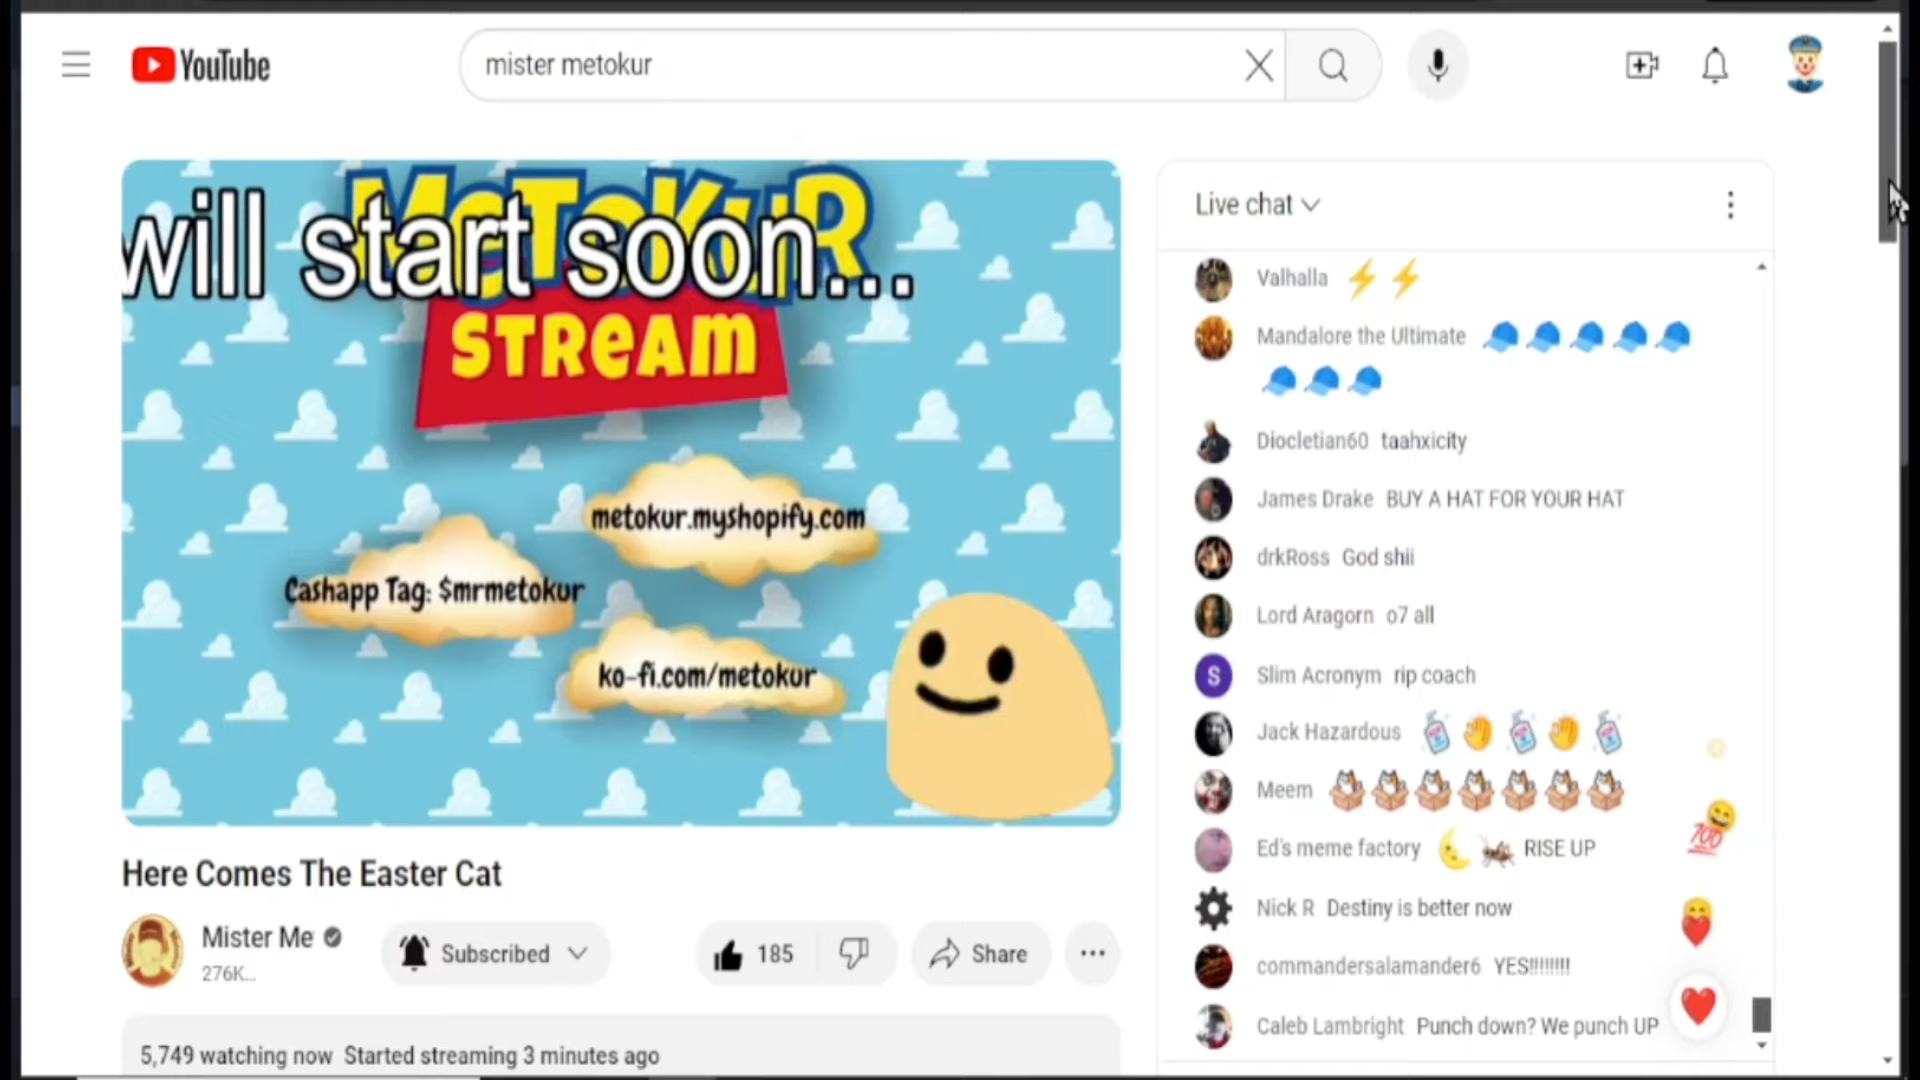 YouTube
mister metokur
METOKUR
will start soon...
STReAM
metokur.myshopify.com
Cashapp Tag: $mrmetokur
ko-fi.com/metokur
Here Comes The Easter Cat
Mister Me
276K...
Subscribed
185
Share
5,749 watching now Started streaming 3 minutes ago
Live chat
Valhalla ⚡⚡
Mandalore the Ultimate 🧢🧢🧢🧢🧢
🧢🧢🧢
Diocletian60 taahxicity
James Drake BUY A HAT FOR YOUR HAT
drkRoss God shii
Lord Aragorn o7 all
S
Slim Acronym rip coach
Jack Hazardous
Meem
Ed's meme factory 🌜🦗 RISE UP
Nick R Destiny is better now
commandersalamander6 YES!!!!!!!!
Caleb Lambright Punch down? We punch UP
100